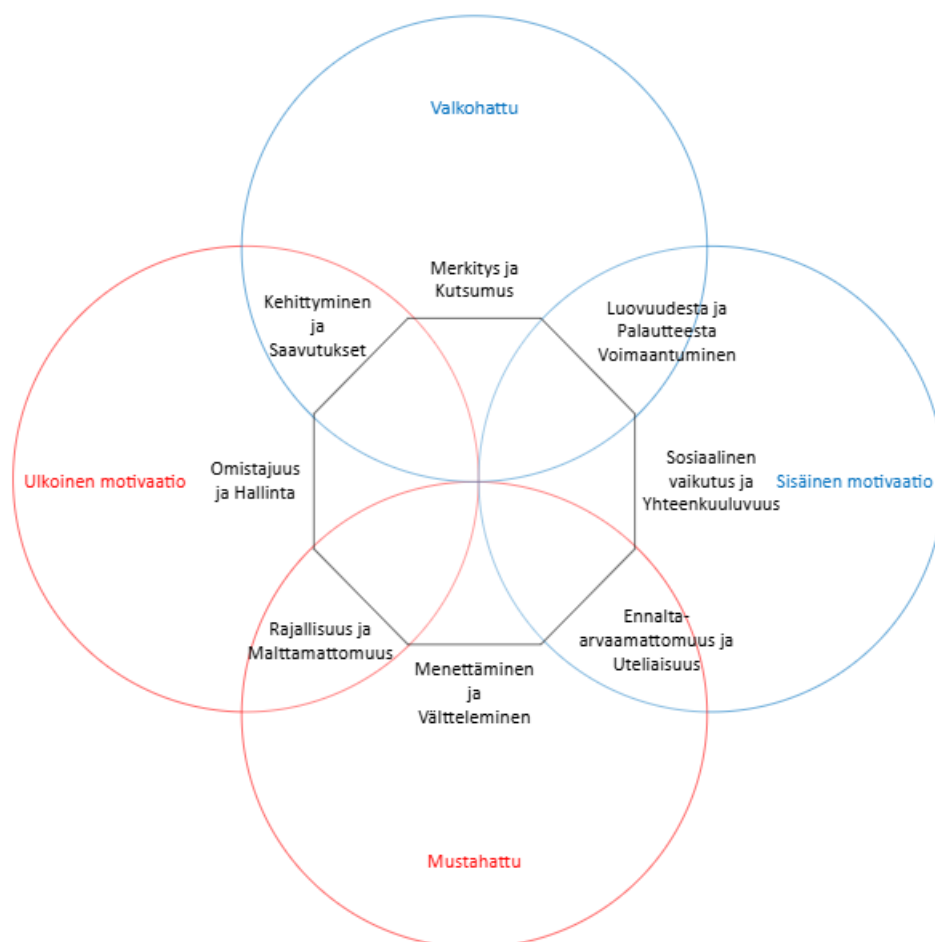 Valkohattu
Merkitys ja
Kutsumus
Kehittyminen
ja
Saavutukset
Luovuudesta ja
Palautteesta
Voimaantuminen
Ulkoinen motivaatio
Omistajuus
ja Hallinta
Sosiaalinen
vaikutus ja
Yhteenkuuluvuus
Sisäinen motivaatio
Rajallisuus ja
Malttamattomuus
Menettäminen
ja
Vältteleminen
Ennalta-
arvaamattomuus ja
Uteliaisuus
Mustahattu